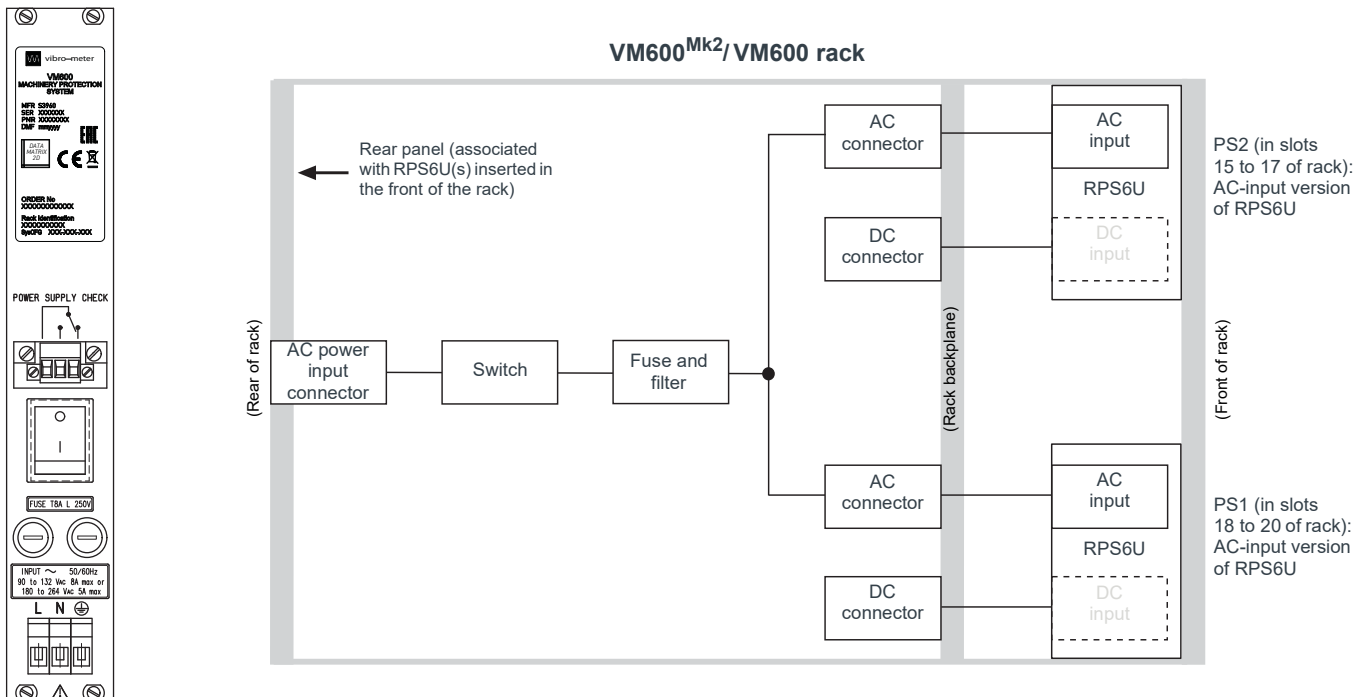 vibro-meter
VM600
MACHINERY PROTECTION
SYSTEM
MFR S3960
SER XXXXXXX
PNR XXXXXXXX
DMF mmyyyy
EAC
DATA
MATRIX
2D
CE
ORDER No
XXXXXXXXXXXX
Rack Identification
XXXXXXXXXX
SysCFG XXX-XXX-XXX
POWER SUPPLY CHECK
FUSE T8A L 250V
INPUT ~ 50/60Hz
90 to 132 VAC 8A max or
180 to 264 VAC 5A max
L N
VM600Mk2/ VM600 rack
Rear panel (associated
with RPS6U(s) inserted in
the front of the rack)
(Rear of rack)
AC power
input
connector
Switch
Fuse and
filter
AC
connector
DC
connector
AC
connector
DC
connector
(Rack backplane)
AC
input
RPS6U
DC
input
AC
input
RPS6U
DC
input
(Front of rack)
PS2 (in slots
15 to 17 of rack):
AC-input version
of RPS6U
PS1 (in slots
18 to 20 of rack):
AC-input version
of RPS6U